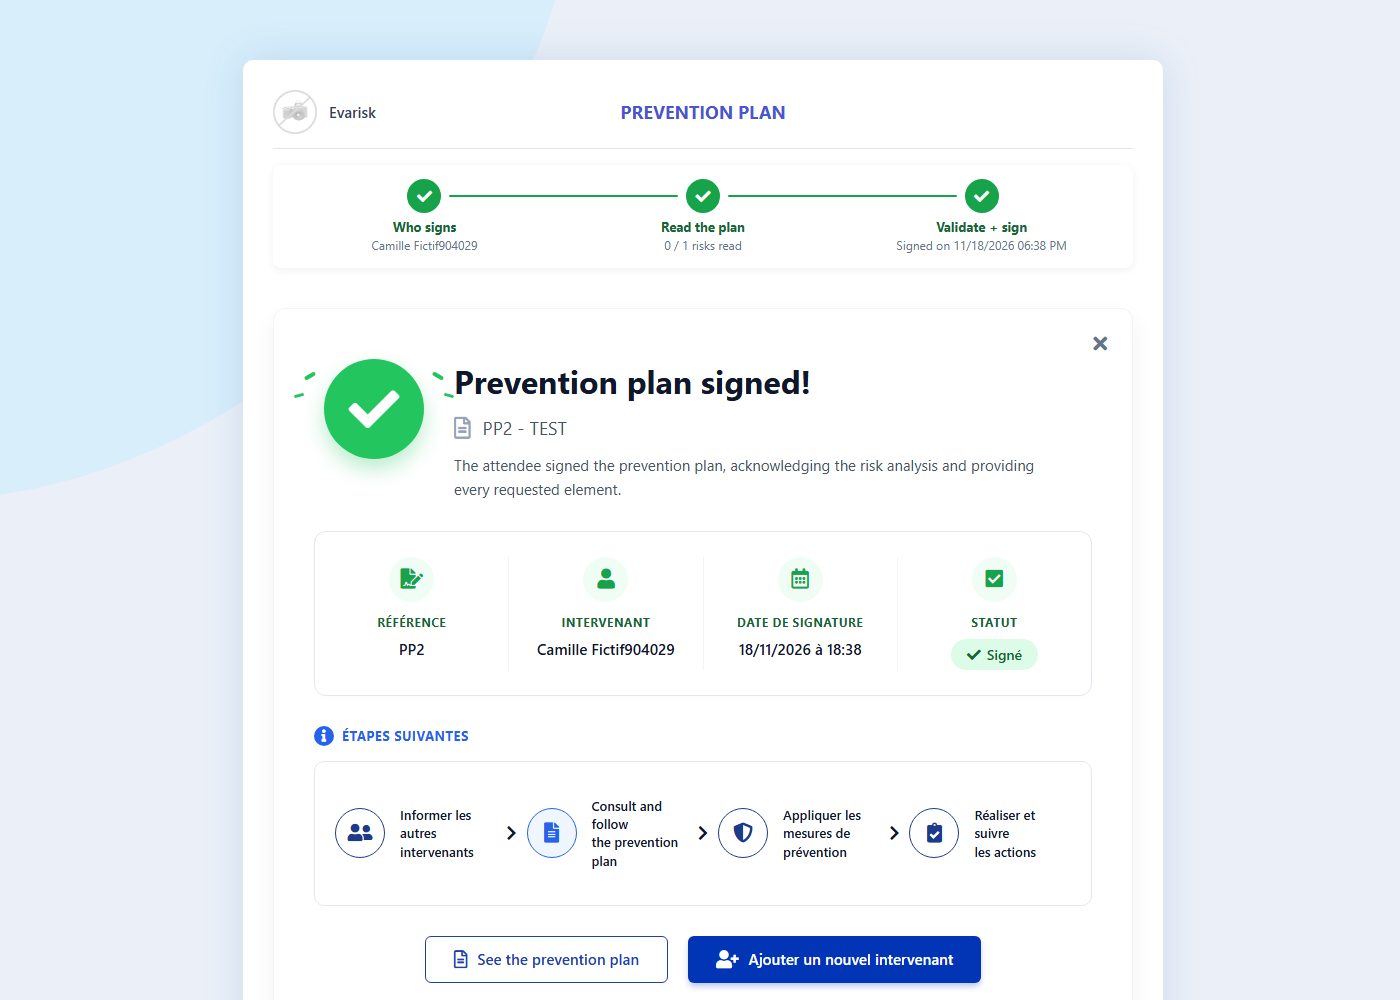 Evarisk
PREVENTION PLAN
Who signs
Camille Fictif904029
Read the plan
0 / 1 risks read
Validate + sign
Signed on 11/18/2026 06:38 PM
Prevention plan signed!
PP2 - TEST
The attendee signed the prevention plan, acknowledging the risk analysis and providing
every requested element.
RÉFÉRENCE
PP2
INTERVENANT
Camille Fictif904029
DATE DE SIGNATURE
18/11/2026 à 18:38
STATUT
Signé
ÉTAPES SUIVANTES
Informer les
autres
intervenants
Consult and
follow
the prevention
plan
Appliquer les
mesures de
prévention
Réaliser et
suivre
les actions
See the prevention plan
Ajouter un nouvel intervenant